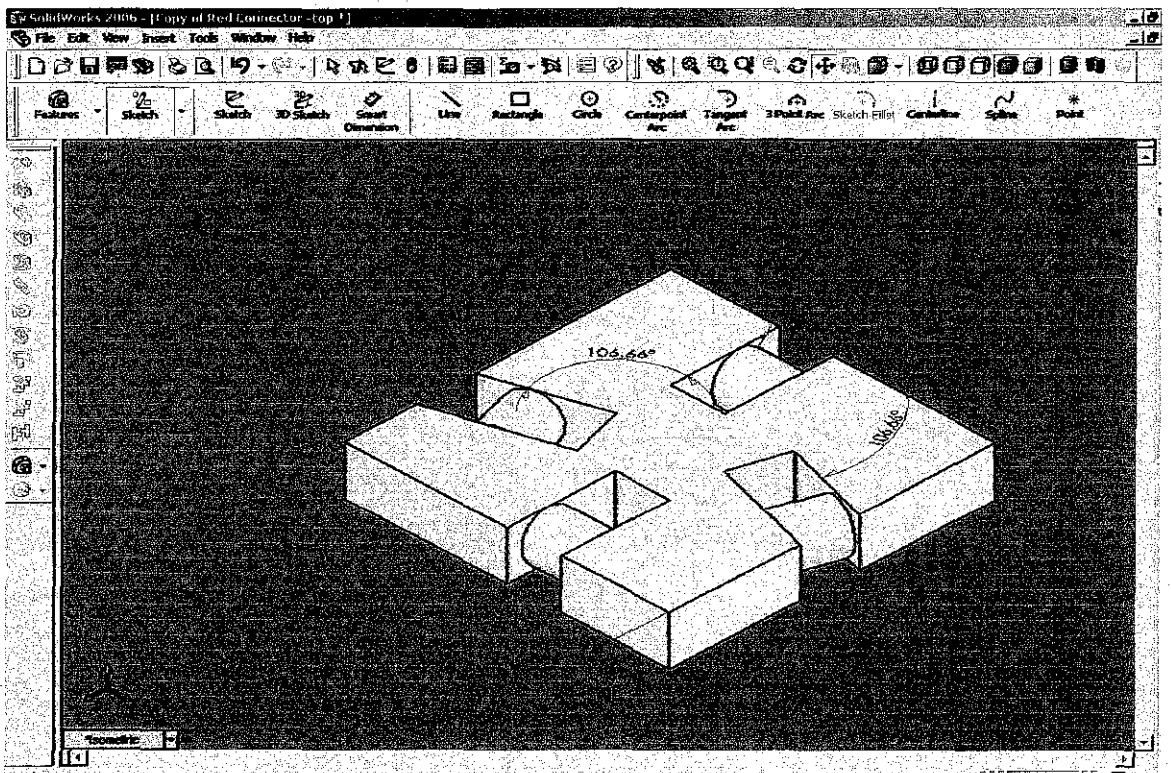 SolidWorks 2006 - [Copy of Red Connector -top *]
File Edit View Insert Tools Window Help
Features Sketch Sketch 3D Sketch Smart Dimension Line Rectangle Circle Centerpoint Arc Tangent Arc 3 Point Arc Sketch Fillet Centerline Spline Point
106.66°
106.66°
*Isometric